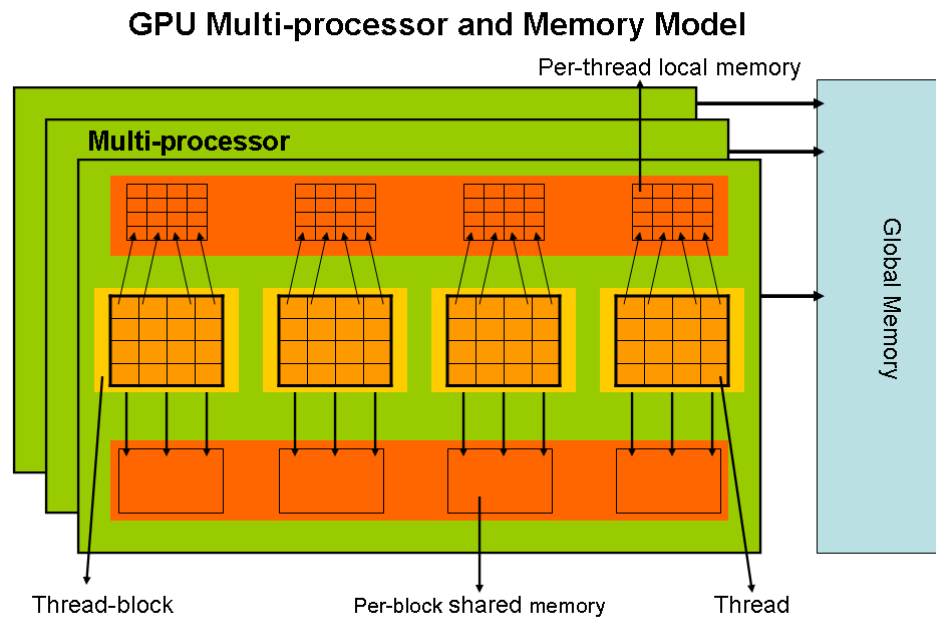 GPU Multi-processor and Memory Model
Per-thread local memory
Multi-processor
Global Memory
Thread-block
Per-block shared memory
Thread